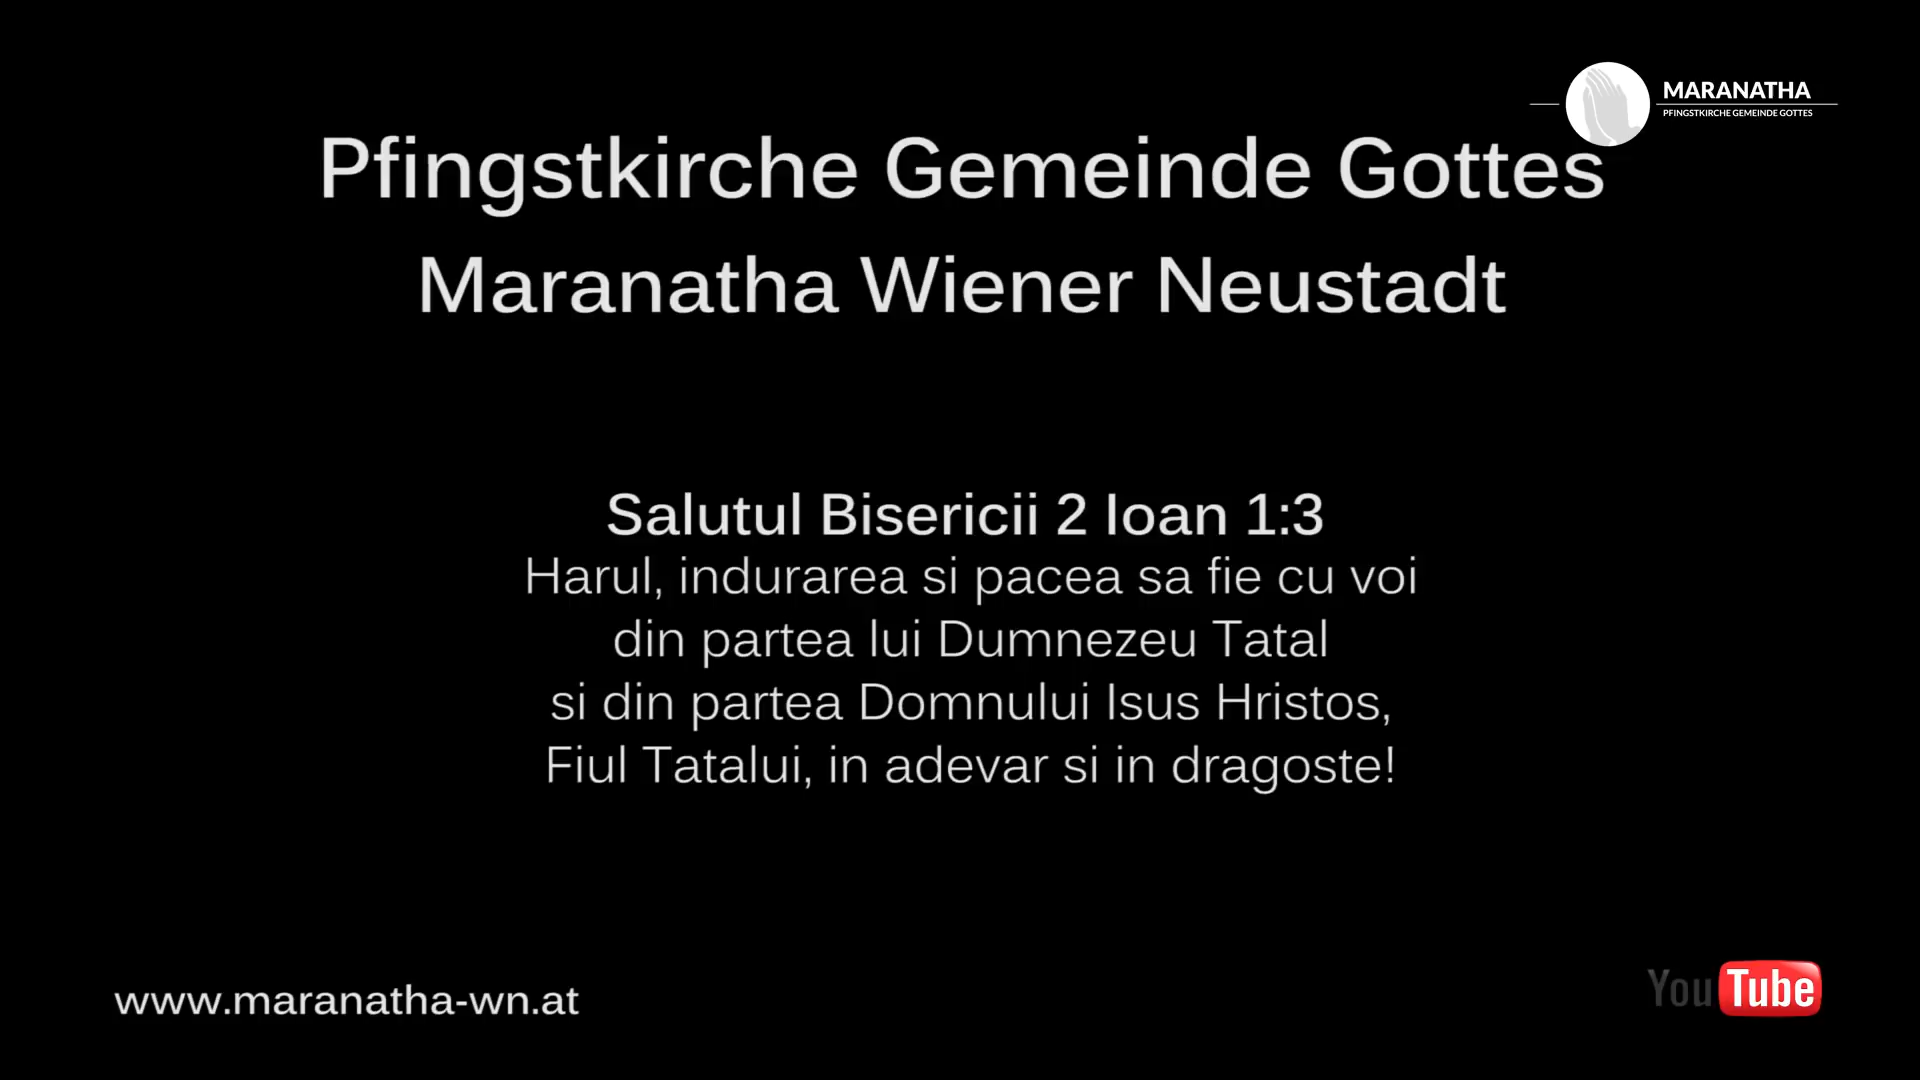 MARANATHA
PFINGSTKIRCHE GEMEINDE GOTTES
Pfingstkirche Gemeinde Gottes
Maranatha Wiener Neustadt
Salutul Bisericii 2 Ioan 1:3
Harul, indurarea si pacea sa fie cu voi
din partea lui Dumnezeu Tatal
si din partea Domnului Isus Hristos,
Fiul Tatalui, in adevar si in dragoste!
www.maranatha-wn.at
YouTube